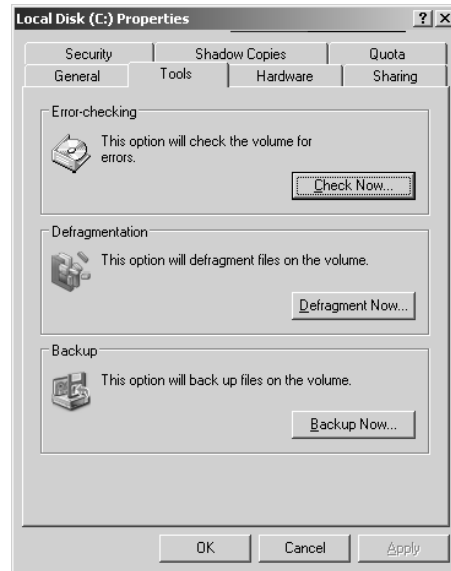 Local Disk (C:) Properties
Security Shadow Copies Quota
General Tools Hardware Sharing
Error-checking
This option will check the volume for
errors.
Check Now...
Defragmentation
This option will defragment files on the volume.
Defragment Now...
Backup
This option will back up files on the volume.
Backup Now...
OK Cancel Apply